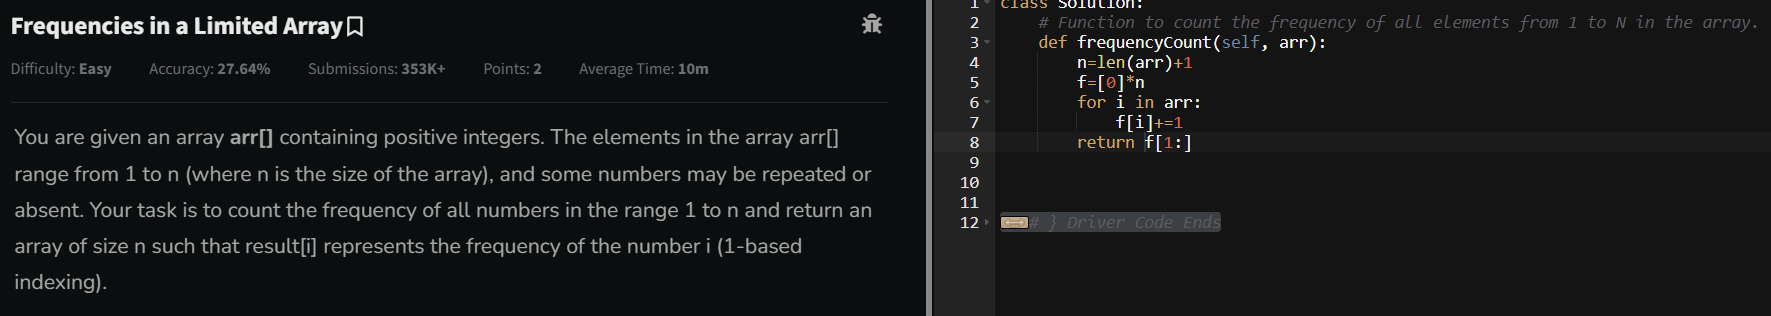 Frequencies in a Limited Array
Difficulty: Easy Accuracy: 27.64% Submissions: 353K+ Points: 2 Average Time: 10m
You are given an array arr[] containing positive integers. The elements in the array arr[]
range from 1 to n (where n is the size of the array), and some numbers may be repeated or
absent. Your task is to count the frequency of all numbers in the range 1 to n and return an
array of size n such that result[i] represents the frequency of the number i (1-based
indexing).
1 class Solution:
2 # Function to count the frequency of all elements from 1 to N in the array.
3 def frequencyCount(self, arr):
4 n=len(arr)+1
5 f=[0]*n
6 for i in arr:
7 f[i]+=1
8 return f[1:]
9
10
11
12 # } Driver Code Ends